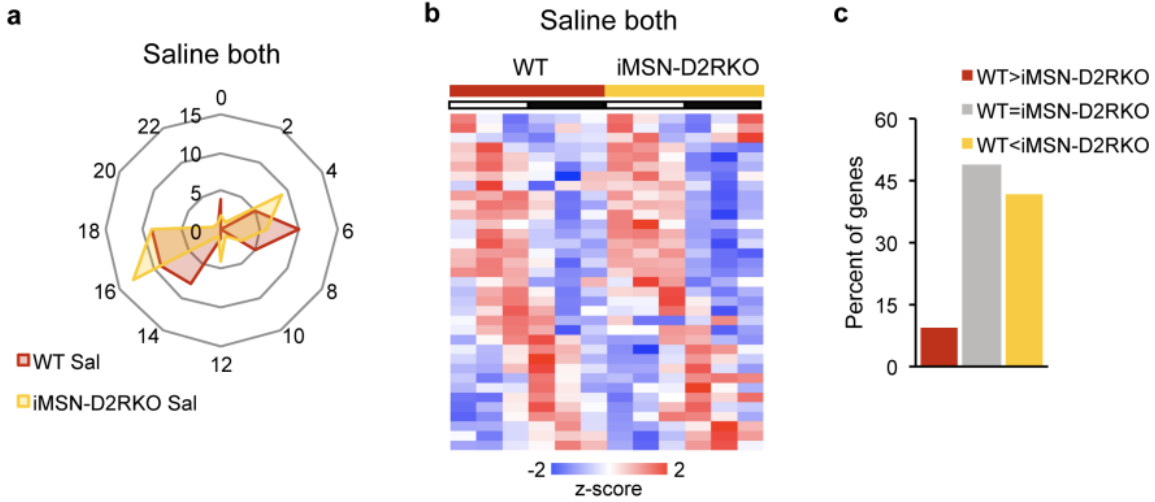 a
Saline both
0
2
4
6
8
10
12
14
16
18
20
22
15
10
5
0
WT Sal
iMSN-D2RKO Sal
b
Saline both
WT
iMSN-D2RKO
-2
2
z-score
c
WT>iMSN-D2RKO
WT=iMSN-D2RKO
WT<iMSN-D2RKO
Percent of genes
60
45
30
15
0